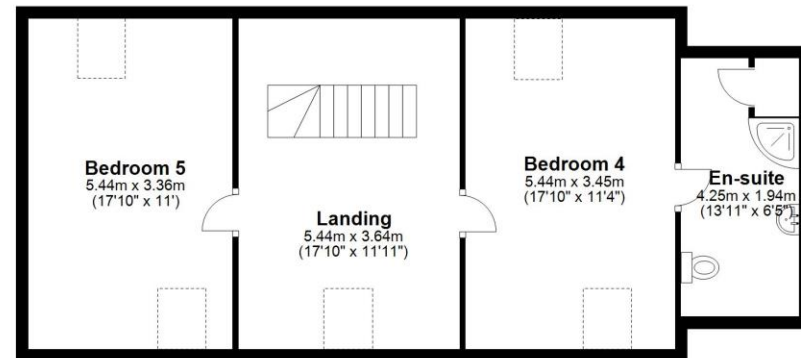 Bedroom 5
5.44m x 3.36m
(17'10" x 11')
Landing
5.44m x 3.64m
(17'10" x 11'11")
Bedroom 4
5.44m x 3.45m
(17'10" x 11'4")
En-suite
4.25m x 1.94m
(13'11" x 6'5")